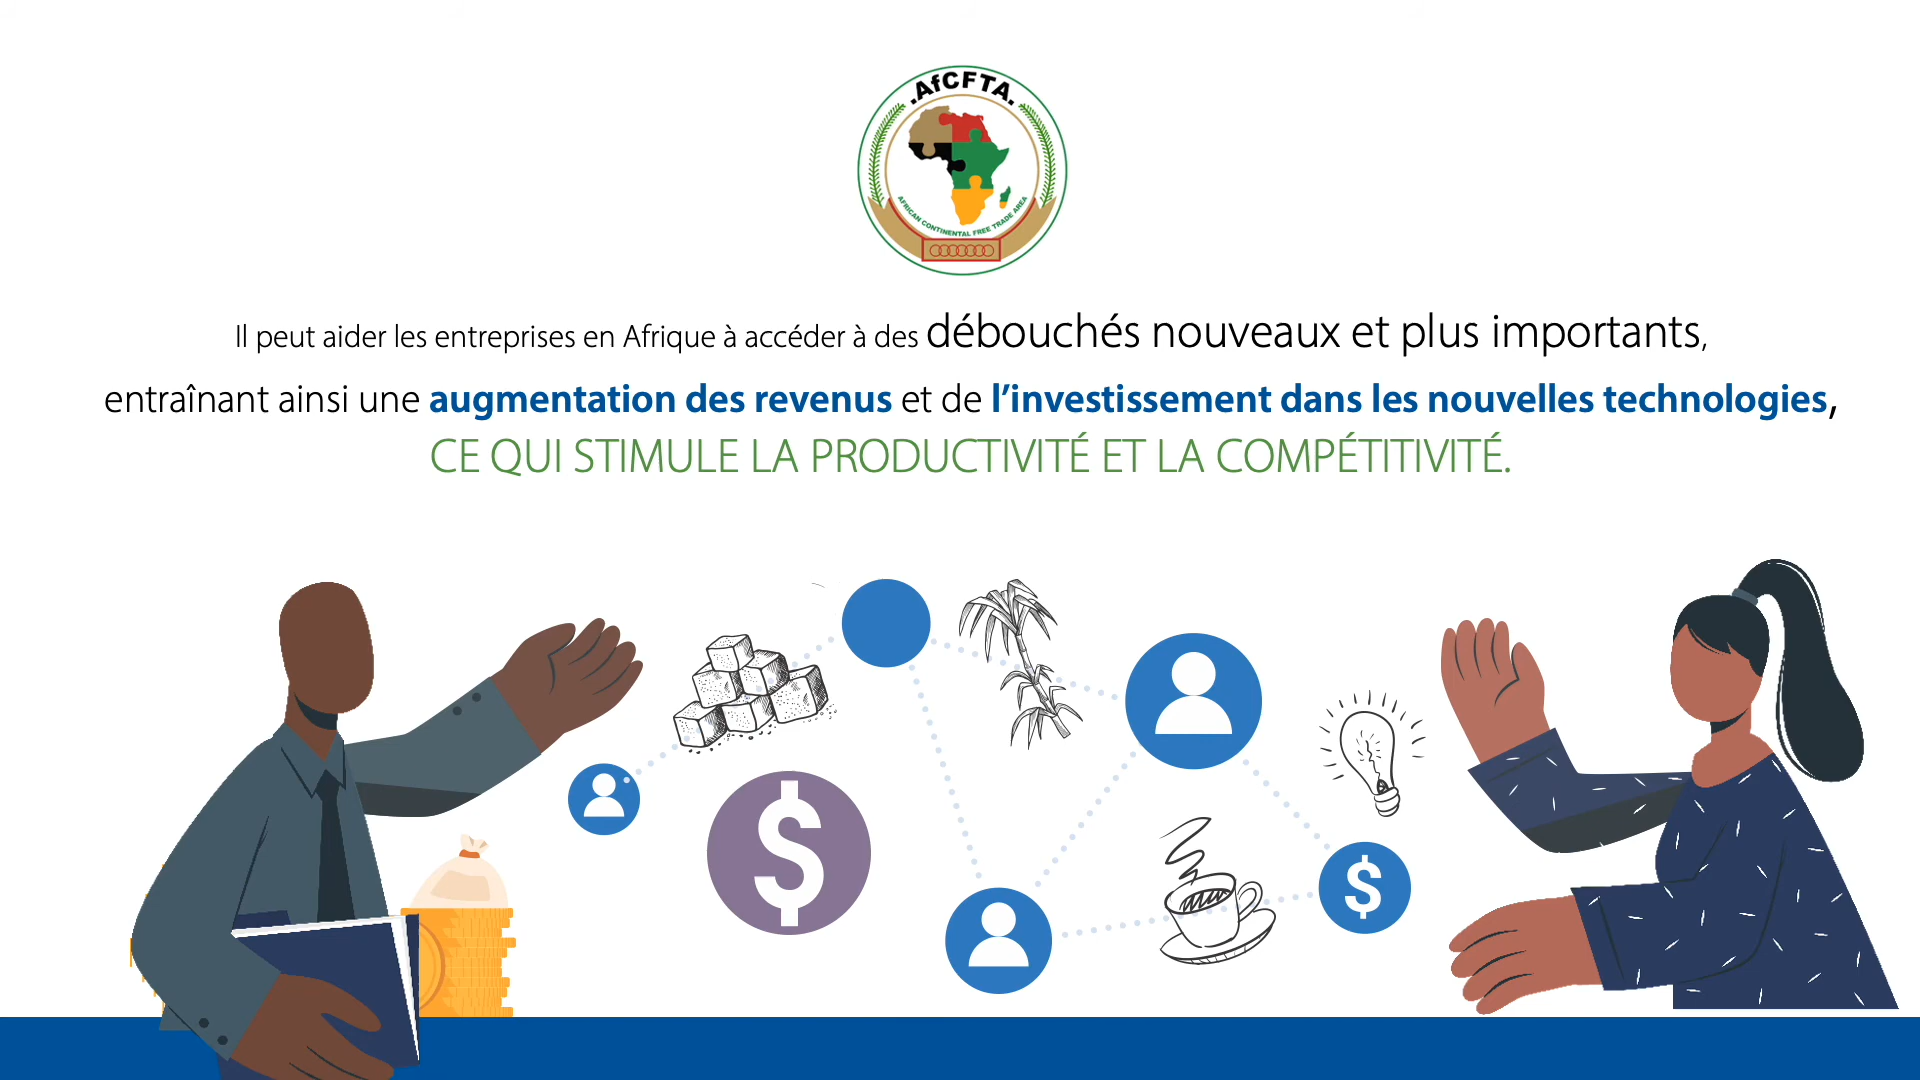 .AfCFTA.
AFRICAN CONTINENTAL FREE TRADE AREA
Il peut aider les entreprises en Afrique à accéder à des débouchés nouveaux et plus importants,
entraînant ainsi une augmentation des revenus et de l’investissement dans les nouvelles technologies,
CE QUI STIMULE LA PRODUCTIVITÉ ET LA COMPÉTITIVITÉ.
$
$